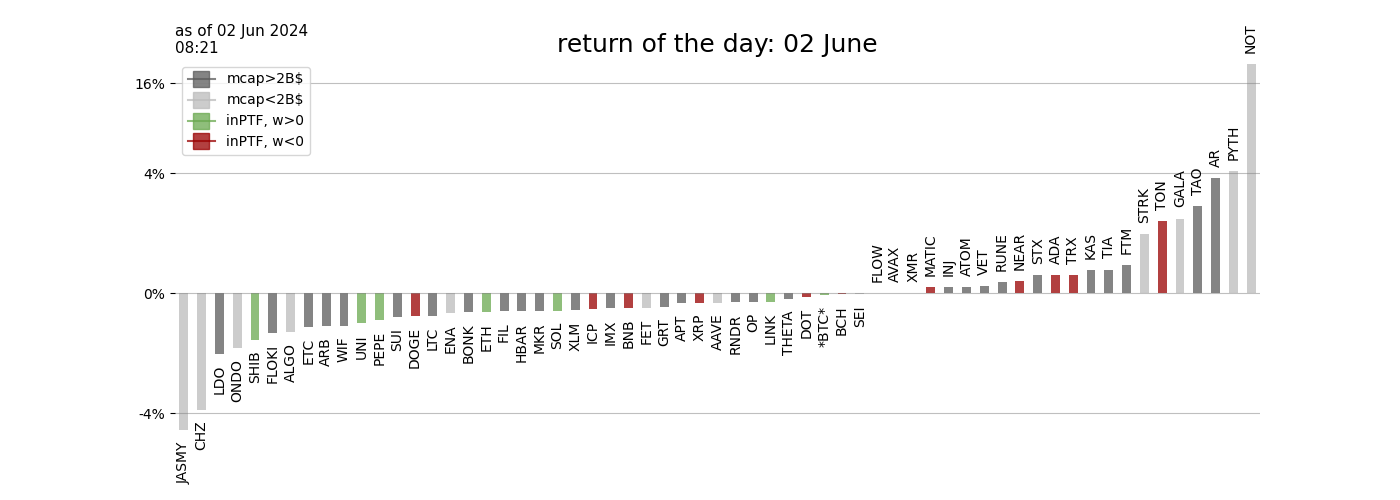 as of 02 Jun 2024
08:21
return of the day: 02 June
mcap>2B$
mcap<2B$
inPTF, w>0
inPTF, w<0
16%
4%
0%
-4%
JASMY
CHZ
LDO
ONDO
SHIB
FLOKI
ALGO
ETC
ARB
WIF
UNI
PEPE
SUI
DOGE
LTC
ENA
BONK
ETH
FIL
HBAR
MKR
SOL
XLM
ICP
IMX
BNB
FET
GRT
APT
XRP
AAVE
RNDR
OP
LINK
THETA
DOT
*BTC*
BCH
SEI
FLOW
AVAX
XMR
MATIC
INJ
ATOM
VET
RUNE
NEAR
STX
ADA
TRX
KAS
TIA
FTM
STRK
TON
GALA
TAO
AR
PYTH
NOT